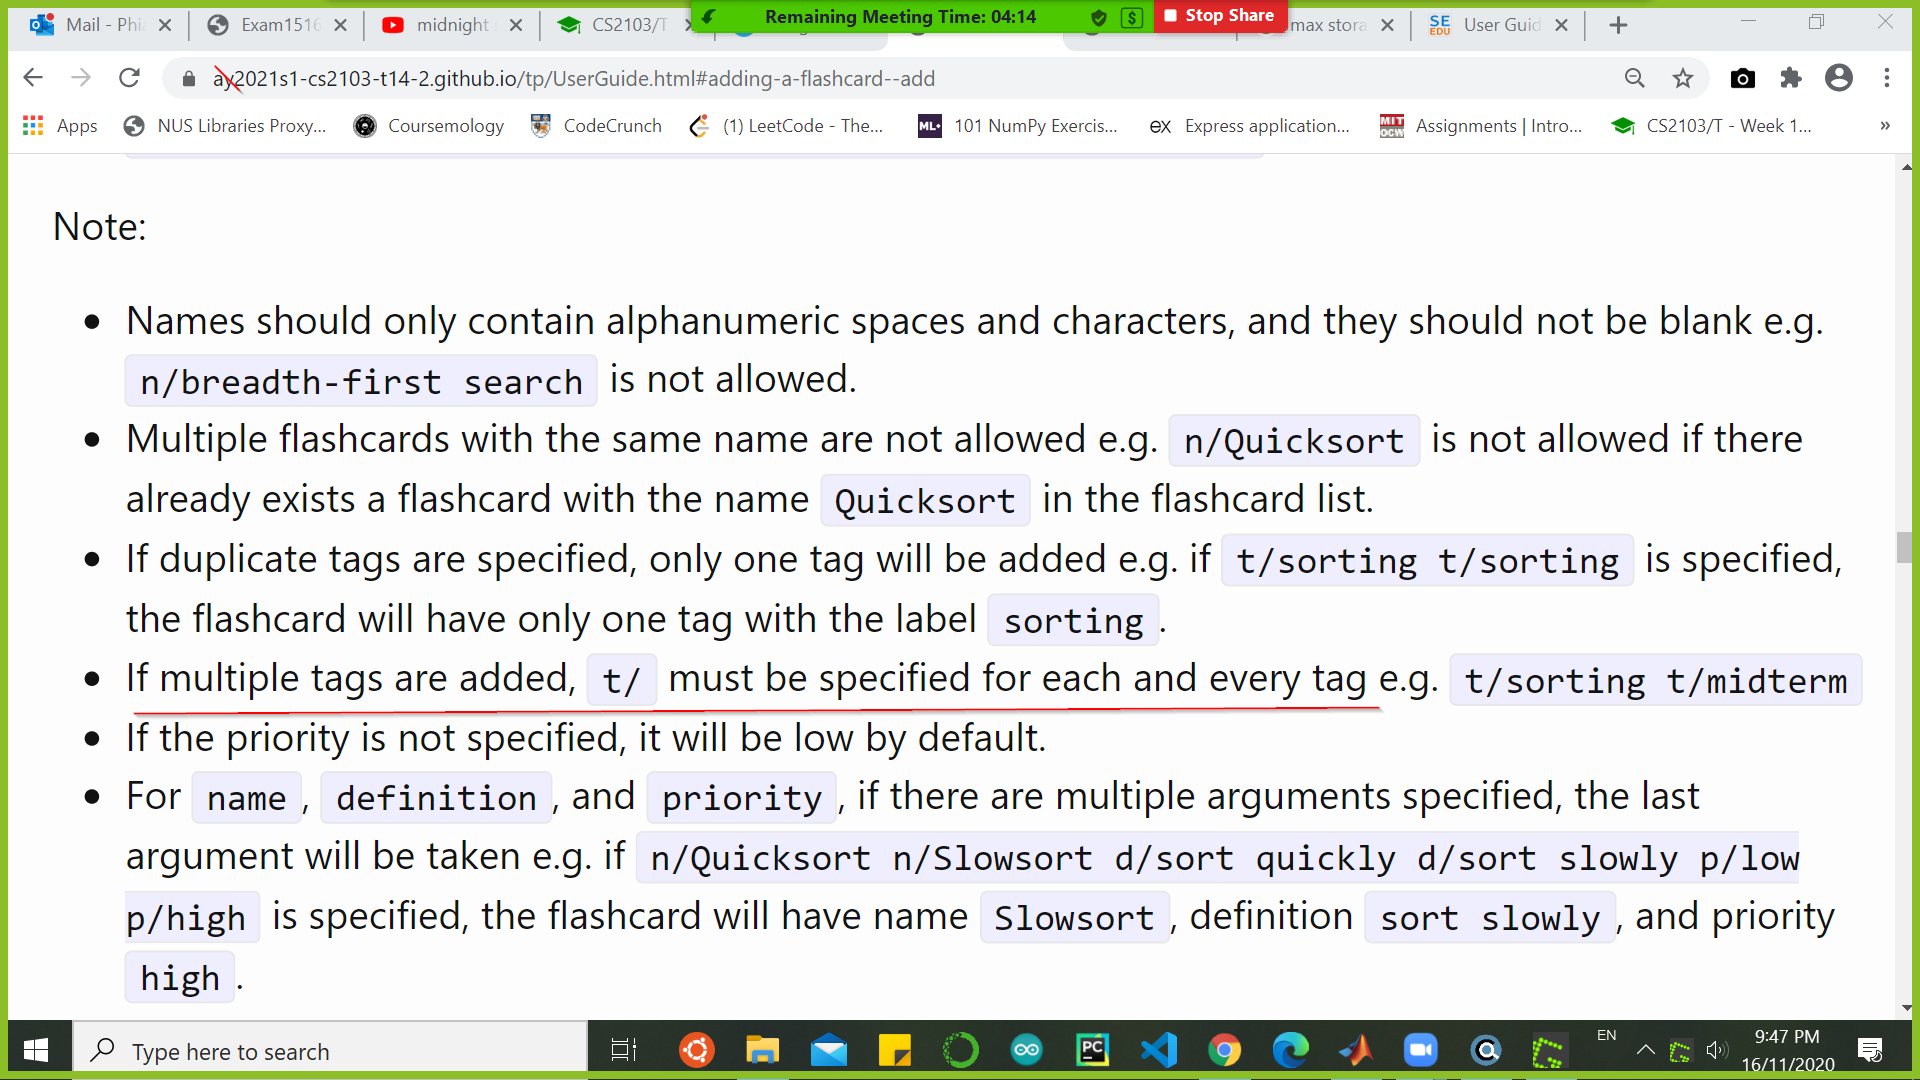 Mail - Phi
Exam1516
midnight
CS2103/T
Remaining Meeting Time: 04:14
$
Stop Share
max stora
SE
EDU
User Guid
ay2021s1-cs2103-t14-2.github.io/tp/UserGuide.html#adding-a-flashcard--add
Apps
NUS Libraries Proxy...
Coursemology
CodeCrunch
(1) LeetCode - The...
ML
101 NumPy Exercis...
ex
Express application...
MIT
OCW
Assignments | Intro...
CS2103/T - Week 1...
»
Note:
• Names should only contain alphanumeric spaces and characters, and they should not be blank e.g.
n/breadth-first search is not allowed.
• Multiple flashcards with the same name are not allowed e.g. n/Quicksort is not allowed if there
already exists a flashcard with the name Quicksort in the flashcard list.
• If duplicate tags are specified, only one tag will be added e.g. if t/sorting t/sorting is specified,
the flashcard will have only one tag with the label sorting.
• If multiple tags are added, t/ must be specified for each and every tag e.g. t/sorting t/midterm
• If the priority is not specified, it will be low by default.
• For name, definition, and priority, if there are multiple arguments specified, the last
argument will be taken e.g. if n/Quicksort n/Slowsort d/sort quickly d/sort slowly p/low
p/high is specified, the flashcard will have name Slowsort, definition sort slowly, and priority
high.
Type here to search
PC
EN
9:47 PM
16/11/2020